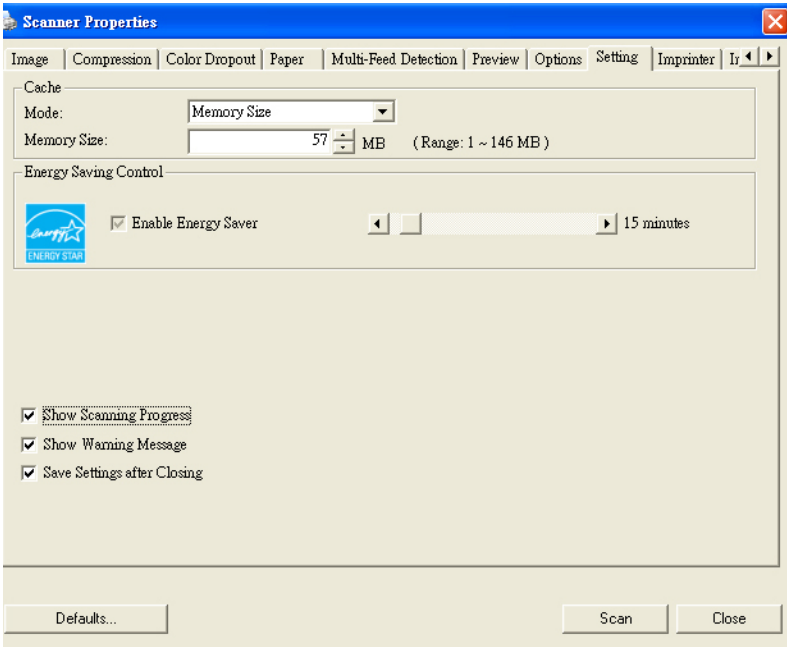 Scanner Properties
Image Compression Color Dropout Paper Multi-Feed Detection Preview Options Setting Imprinter
Cache
Mode: Memory Size
Memory Size: 57 MB ( Range: 1 ~ 146 MB )
Energy Saving Control
Enable Energy Saver 15 minutes
energy
ENERGY STAR
Show Scanning Progress
Show Warning Message
Save Settings after Closing
Defaults... Scan Close